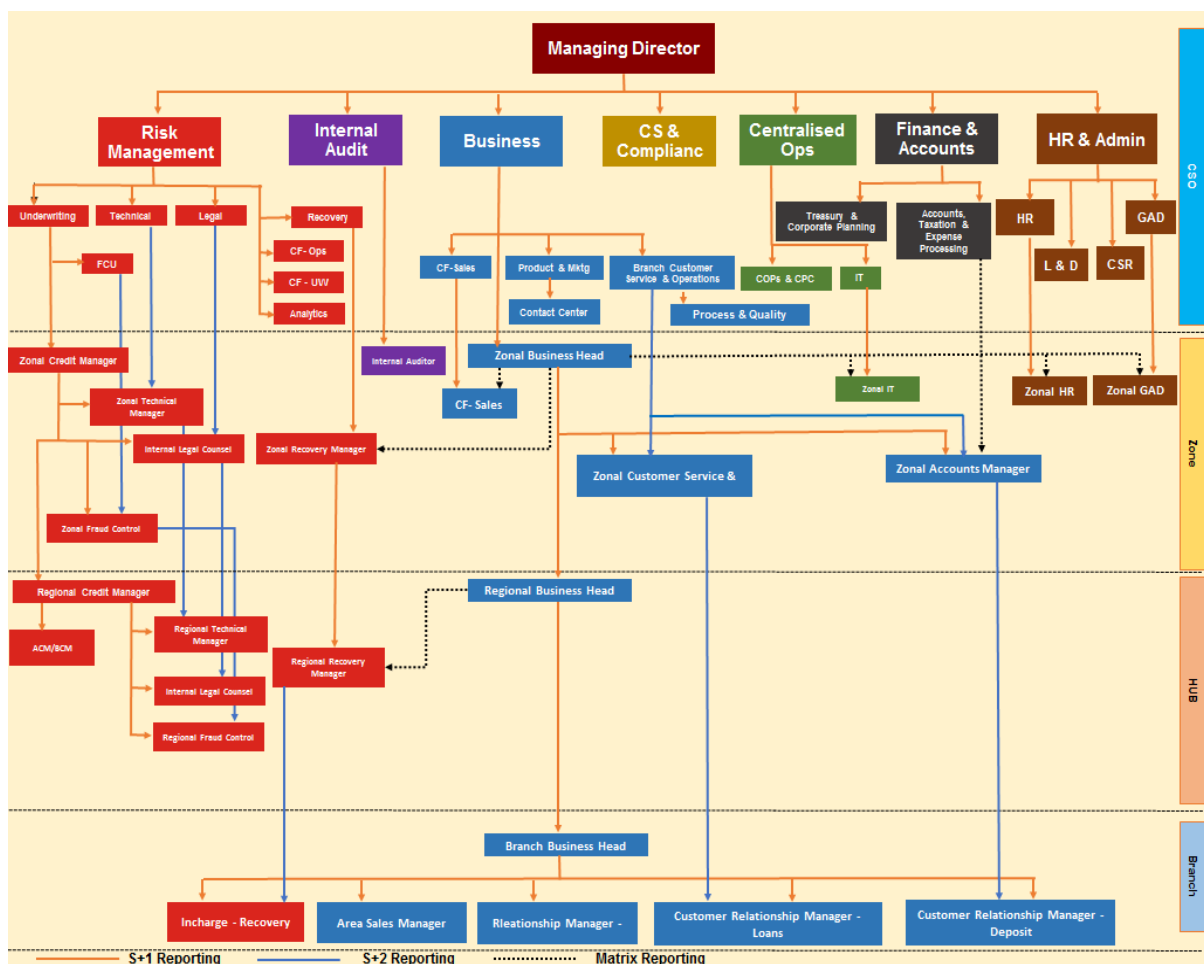 Managing Director
Risk
Management
Internal
Audit
Business
CS &
Complianc
Centralised
Ops
Finance &
Accounts
HR & Admin
CSO
Underwriting
Technical
Legal
Recovery
FCU
CF- Ops
CF - UW
Analytics
CF-Sales
Product & Mktg
Branch Customer
Service & Operations
Contact Center
Process & Quality
Treasury &
Corporate Planning
Accounts,
Taxation &
Expense
Processing
COPs & CPC
IT
HR
GAD
L & D
CSR
Zonal Credit Manager
Internal Auditor
Zonal Business Head
Zonal Technical
Manager
CF- Sales
Zonal IT
Zonal HR
Zonal GAD
Internal Legal Counsel
Zonal Recovery Manager
Zonal Customer Service &
Zonal Accounts Manager
Zone
Zonal Fraud Control
Regional Credit Manager
Regional Business Head
ACM/BCM
Regional Technical
Manager
Regional Recovery
Manager
Internal Legal Counsel
Regional Fraud Control
HUB
Branch Business Head
Branch
Incharge - Recovery
Area Sales Manager
Rleationship Manager -
Customer Relationship Manager -
Loans
Customer Relationship Manager -
Deposit
S+1 Reporting
S+2 Reporting
Matrix Reporting